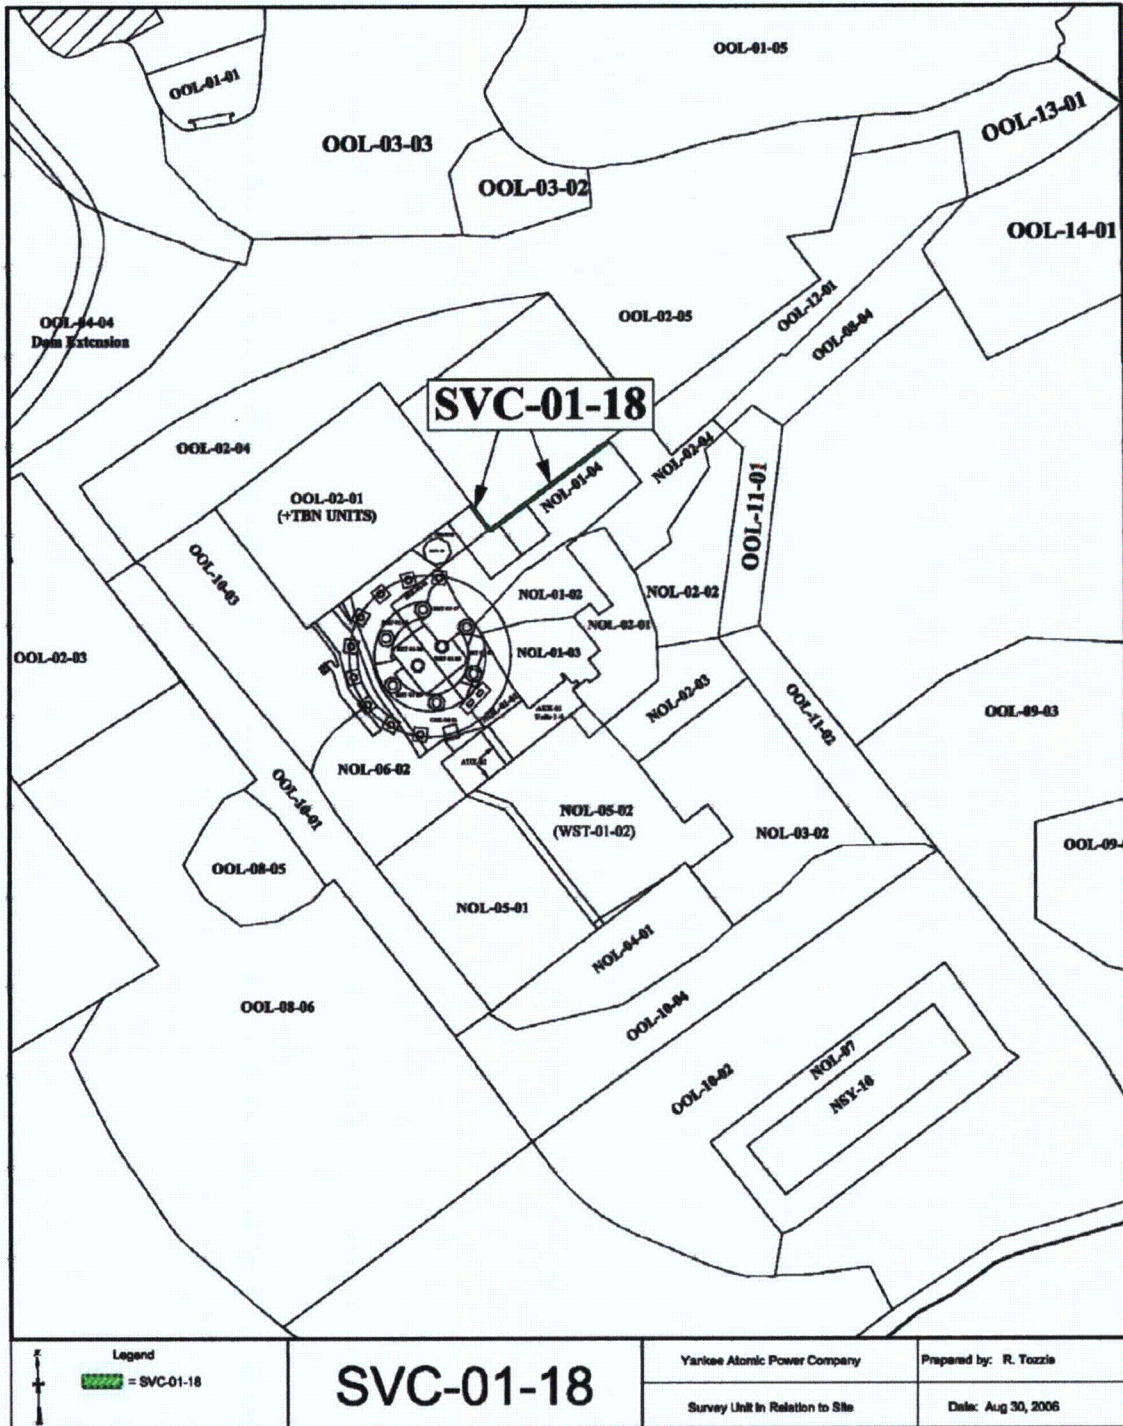 OOL-01-05
OOL-01-01
OOL-13-01
OOL-03-03
OOL-03-02
OOL-14-01
OOL-12-01
OOL-04-04
Dam Extension
OOL-02-05
OOL-08-04
SVC-01-18
OOL-02-04
NOL-02-04
NOL-01-04
OOL-02-01
(+TBN UNITS)
OOL-11-01
OOL-10-03
NOL-01-02
NOL-02-02
NOL-02-01
OOL-02-03
NOL-01-03
NOL-02-03
OOL-11-02
OOL-09-03
NOL-06-02
OOL-10-01
NOL-05-02
(WST-01-02)
NOL-03-02
OOL-09-
OOL-08-05
NOL-05-01
NOL-04-01
OOL-08-06
OOL-10-04
NOL-07
OOL-10-02
NSY-10
Legend
= SVC-01-18
SVC-01-18
Yankee Atomic Power Company
Prepared by: R. Tozzie
Survey Unit in Relation to Site
Date: Aug 30, 2006